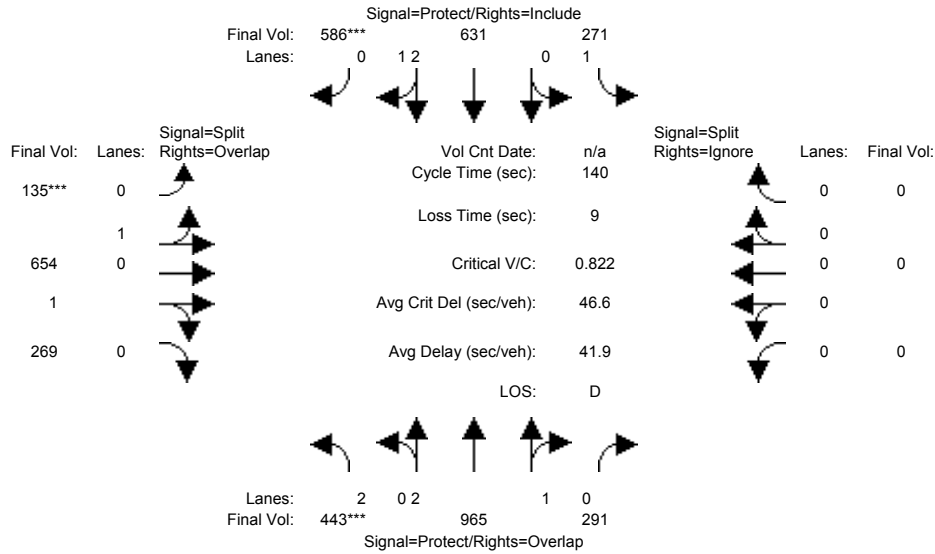 Signal=Protect/Rights=Include
Final Vol: 586*** 631 271
Lanes: 0 1 2 0 1
Signal=Split
Final Vol: Lanes: Rights=Overlap
Vol Cnt Date: n/a
Signal=Split
Rights=Ignore Lanes: Final Vol:
Cycle Time (sec): 140
135*** 0
0 0
Loss Time (sec): 9
1
0
654 0
Critical V/C: 0.822
0 0
1
Avg Crit Del (sec/veh): 46.6
0
269 0
Avg Delay (sec/veh): 41.9
0 0
LOS: D
Lanes: 2 0 2 1 0
Final Vol: 443*** 965 291
Signal=Protect/Rights=Overlap